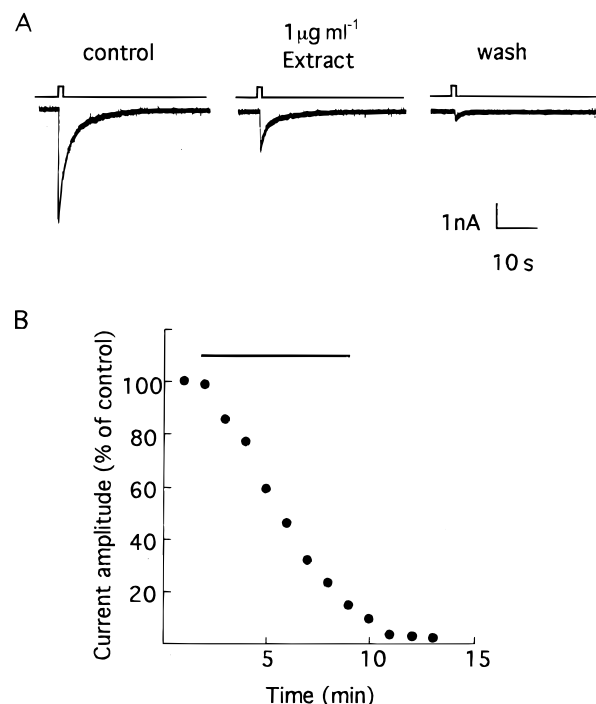 A
control
1µg ml⁻¹
Extract
wash
1nA
10 s
B
Current amplitude (% of control)
100
80
60
40
20
5
10
15
Time (min)